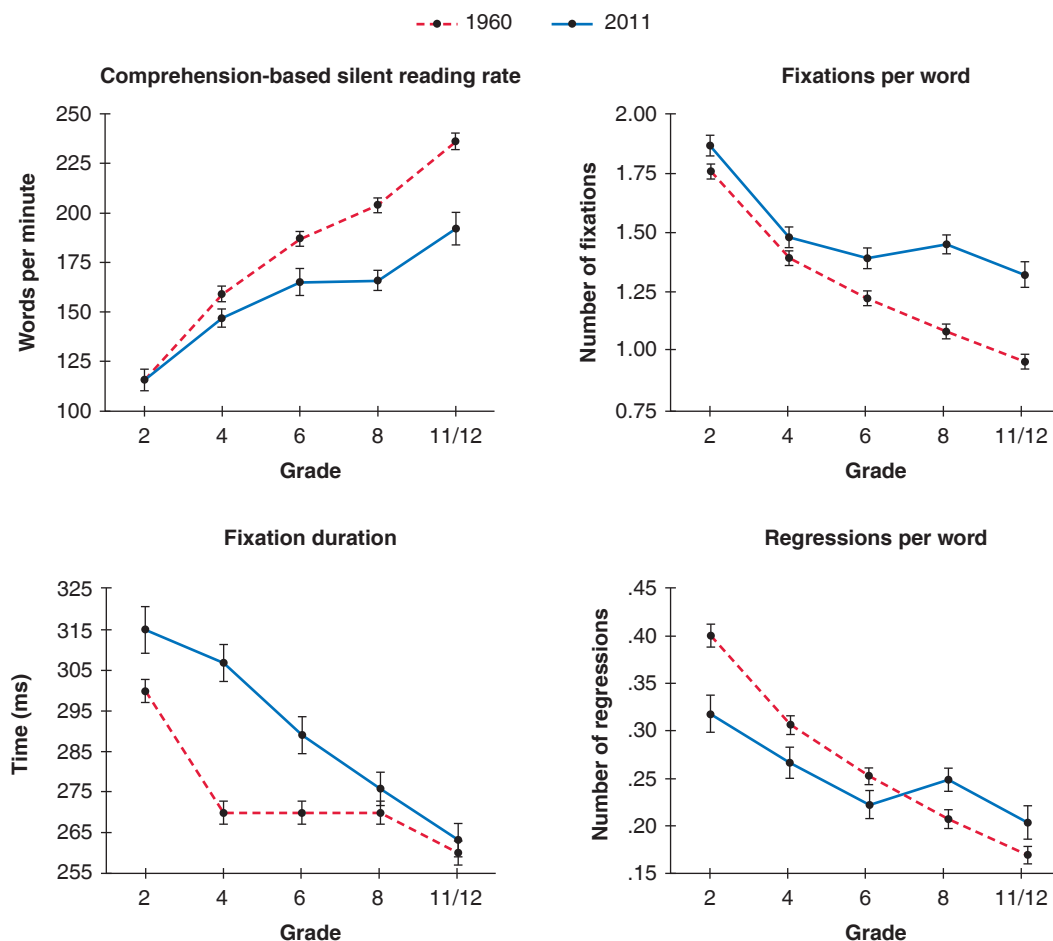 1960 2011
Comprehension-based silent reading rate
Words per minute
250
225
200
175
150
125
100
2 4 6 8 11/12
Grade
Fixations per word
Number of fixations
2.00
1.75
1.50
1.25
1.00
0.75
2 4 6 8 11/12
Grade
Fixation duration
Time (ms)
325
315
305
295
285
275
265
255
2 4 6 8 11/12
Grade
Regressions per word
Number of regressions
.45
.40
.35
.30
.25
.20
.15
2 4 6 8 11/12
Grade